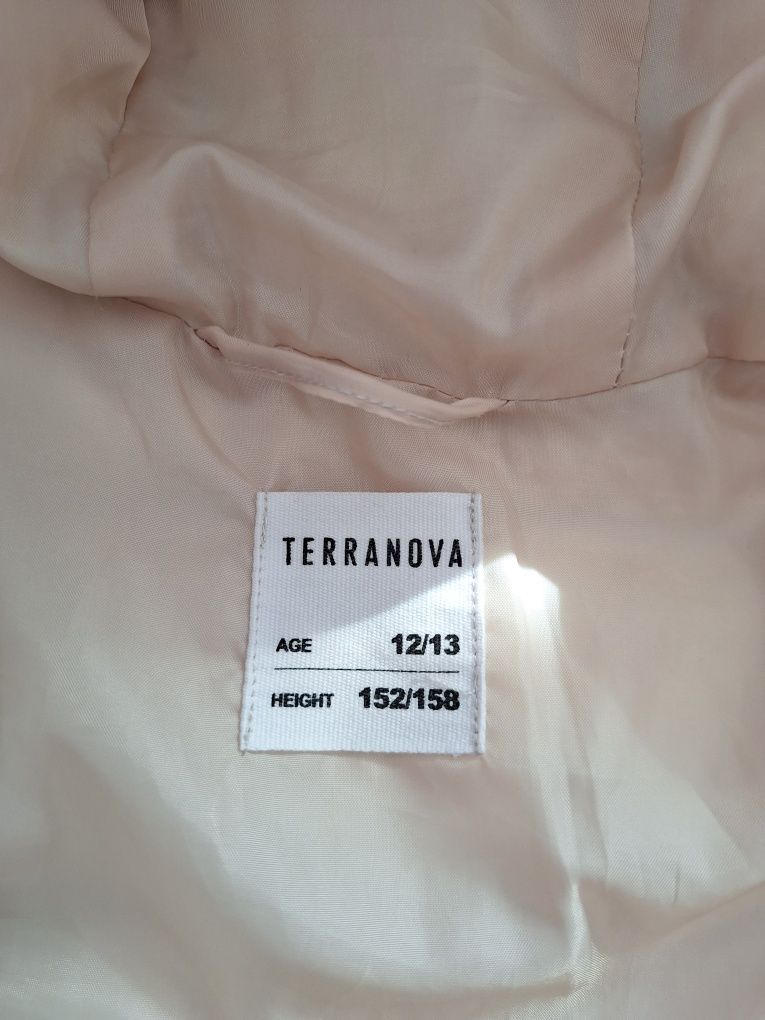 TERRANOVA
AGE 12/13
HEIGHT 152/158